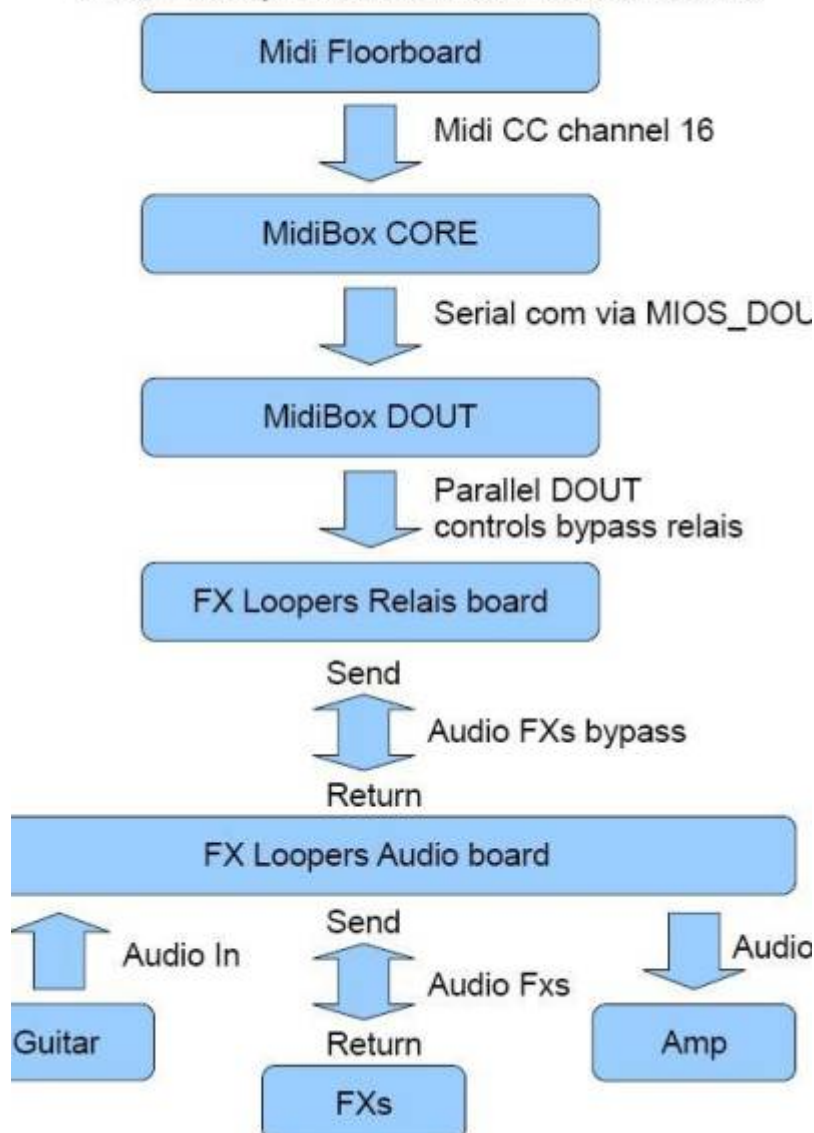 Midi Floorboard
Midi CC channel 16
MidiBox CORE
Serial com via MIOS_DOU
MidiBox DOUT
Parallel DOUT
controls bypass relais
FX Loopers Relais board
Send
Audio FXs bypass
Return
FX Loopers Audio board
Audio In
Send
Audio Fxs
Return
Audio
Guitar
Amp
FXs